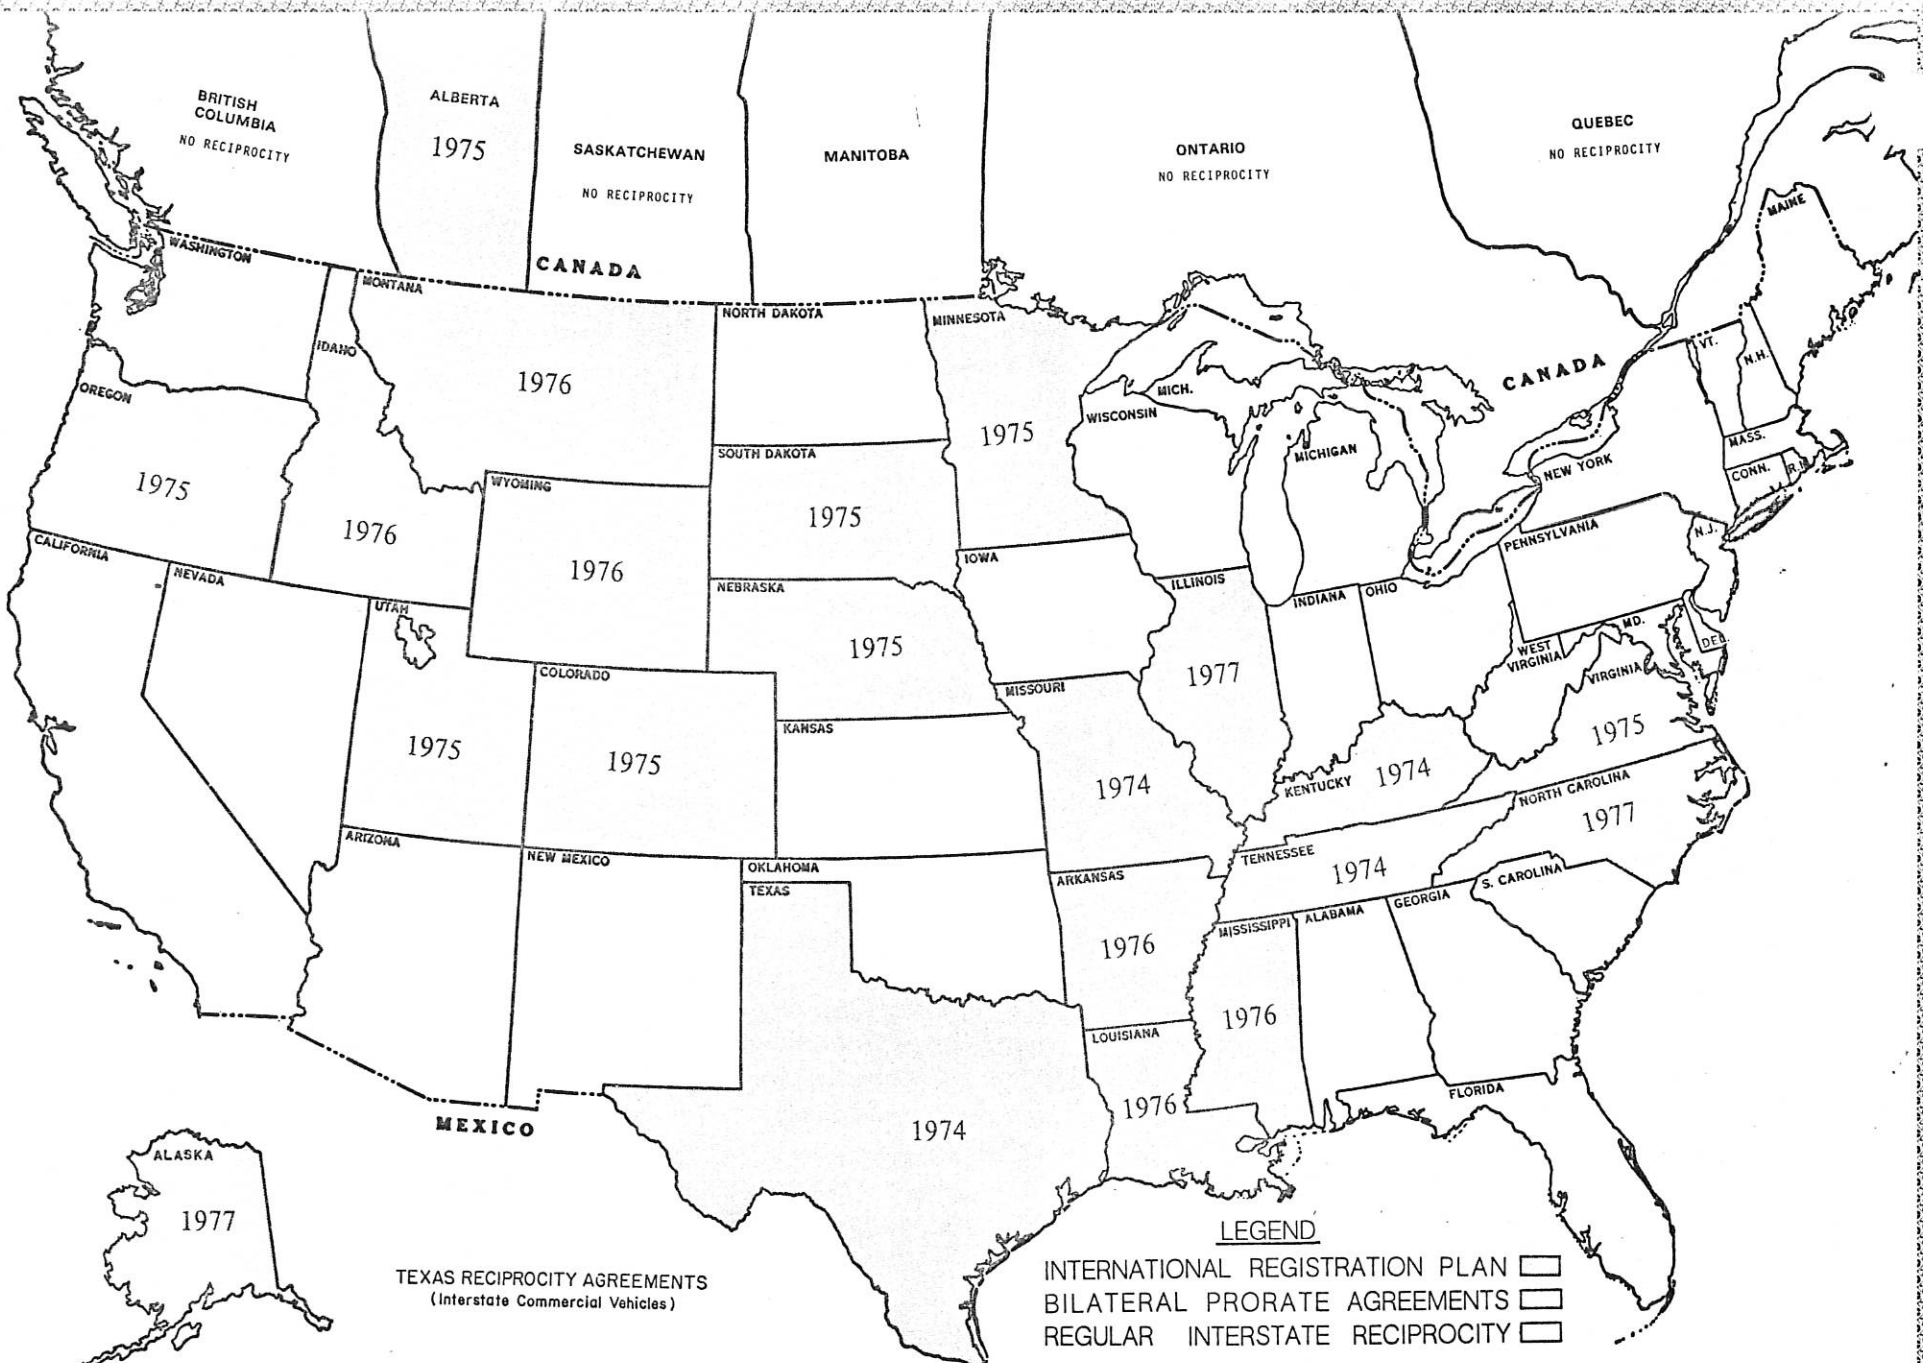 BRITISH
COLUMBIA
NO RECIPROCITY
ALBERTA
1975
SASKATCHEWAN
NO RECIPROCITY
MANITOBA
ONTARIO
NO RECIPROCITY
QUEBEC
NO RECIPROCITY
CANADA
CANADA
WASHINGTON
MONTANA
1976
IDAHO
1976
NORTH DAKOTA
MINNESOTA
1975
OREGON
1975
SOUTH DAKOTA
1975
WYOMING
1976
WISCONSIN
MICH.
MICHIGAN
MAINE
VT.
N.H.
MASS.
CONN.
R.I.
NEW YORK
PENNSYLVANIA
N.J.
MD.
DEL.
CALIFORNIA
NEVADA
UTAH
1975
COLORADO
1975
NEBRASKA
1975
IOWA
ILLINOIS
1977
INDIANA
OHIO
WEST
VIRGINIA
VIRGINIA
1975
KANSAS
MISSOURI
1974
KENTUCKY
1974
NORTH CAROLINA
1977
TENNESSEE
1974
S. CAROLINA
ARIZONA
NEW MEXICO
OKLAHOMA
TEXAS
1974
ARKANSAS
1976
LOUISIANA
1976
MISSISSIPPI
1976
ALABAMA
GEORGIA
FLORIDA
MEXICO
ALASKA
1977
TEXAS RECIPROCITY AGREEMENTS
(Interstate Commercial Vehicles)
LEGEND
INTERNATIONAL REGISTRATION PLAN
BILATERAL PRORATE AGREEMENTS
REGULAR INTERSTATE RECIPROCITY